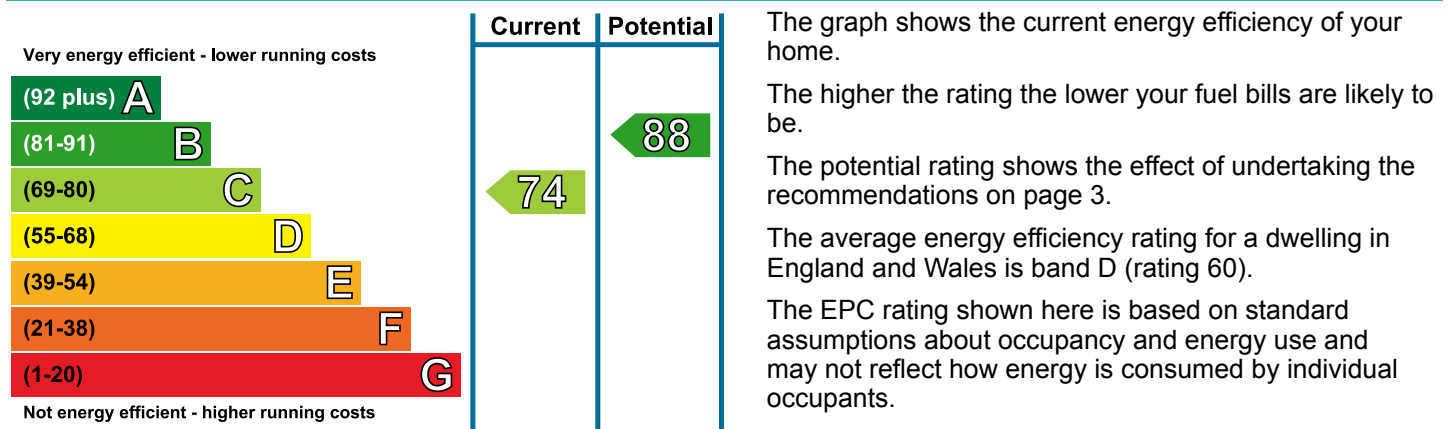 Current Potential
Very energy efficient - lower running costs
(92 plus) A
(81-91) B
88
(69-80) C
74
(55-68) D
(39-54) E
(21-38) F
(1-20) G
Not energy efficient - higher running costs
The graph shows the current energy efficiency of your
home.
The higher the rating the lower your fuel bills are likely to
be.
The potential rating shows the effect of undertaking the
recommendations on page 3.
The average energy efficiency rating for a dwelling in
England and Wales is band D (rating 60).
The EPC rating shown here is based on standard
assumptions about occupancy and energy use and
may not reflect how energy is consumed by individual
occupants.